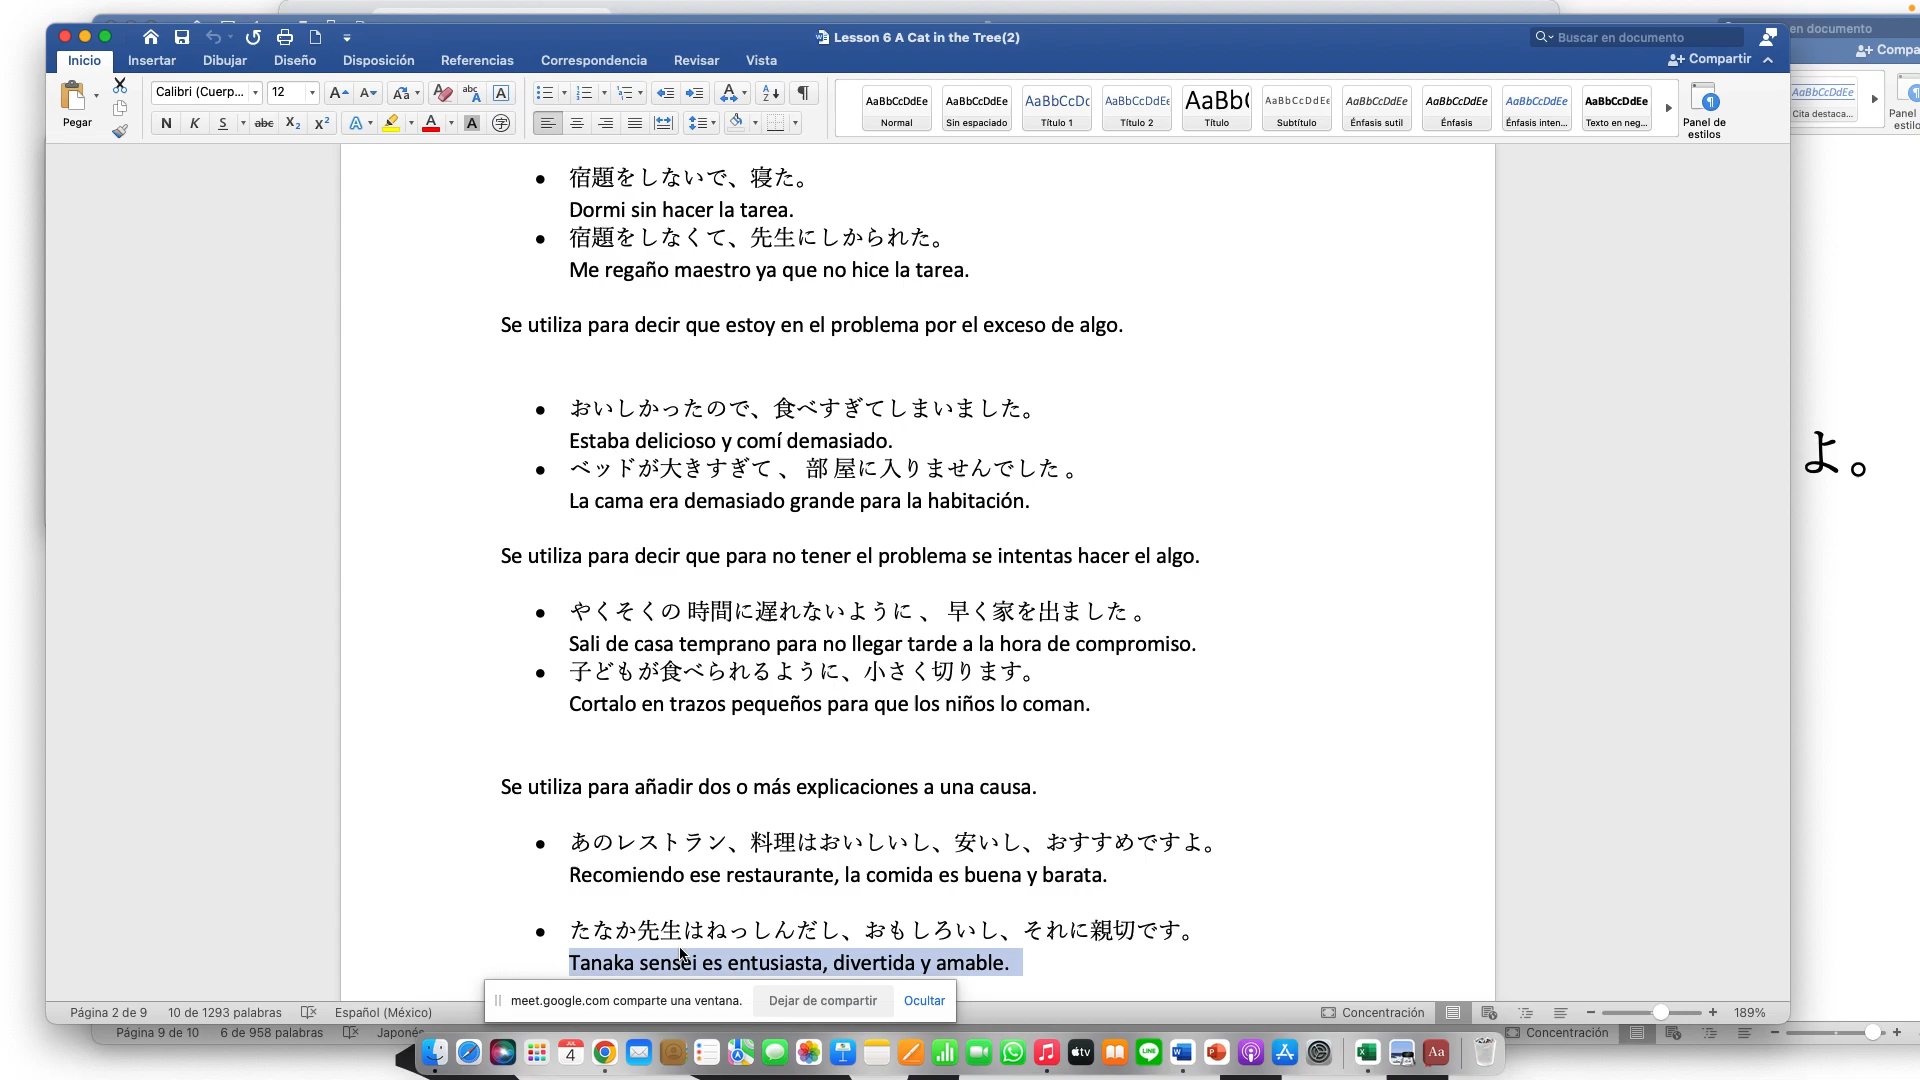 en documento
Lesson 6 A Cat in the Tree(2)
Buscar en documento
Inicio Insertar Dibujar Diseño Disposición Referencias Correspondencia Revisar Vista
Compartir
Compa
Pegar
Calibri (Cuerp... 12
N K S abc X₂ X²
AaBbCcDdEe AaBbCcDdEe AaBbCcDc AaBbCcDdEe AaBb( AaBbCcDdEe AaBbCcDdEe AaBbCcDdEe AaBbCcDdEe AaBbCcDdEe
Normal Sin espaciado Título 1 Título 2 Título Subtítulo Énfasis sutil Énfasis Énfasis inten... Texto en neg...
Panel de estilos
AaBbCcDdEe
Cita destaca...
Panel
estilo
宿題をしないで、寝た。
Dormi sin hacer la tarea.
宿題をしなくて、先生にしかられた。
Me regaño maestro ya que no hice la tarea.
Se utiliza para decir que estoy en el problema por el exceso de algo.
おいしかったので、食べすぎてしまいました。
Estaba delicioso y comí demasiado.
ベッドが大きすぎて 、 部 屋に入りませんでした 。
La cama era demasiado grande para la habitación.
よ。
Se utiliza para decir que para no tener el problema se intentas hacer el algo.
やくそくの 時間に遅れないように 、 早く家を出ました 。
Sali de casa temprano para no llegar tarde a la hora de compromiso.
子どもが食べられるように、小さく切ります。
Cortalo en trazos pequeños para que los niños lo coman.
Se utiliza para añadir dos o más explicaciones a una causa.
あのレストラン、料理はおいしいし、安いし、おすすめですよ。
Recomiendo ese restaurante, la comida es buena y barata.
たなか先生はねっしんだし、おもしろいし、それに親切です。
Tanaka sensei es entusiasta, divertida y amable.
meet.google.com comparte una ventana. Dejar de compartir Ocultar
Página 2 de 9 10 de 1293 palabras Español (México) Concentración 189%
Página 9 de 10 6 de 958 palabras Japonés Concentración
JUL
4
tv
LINE
Aa